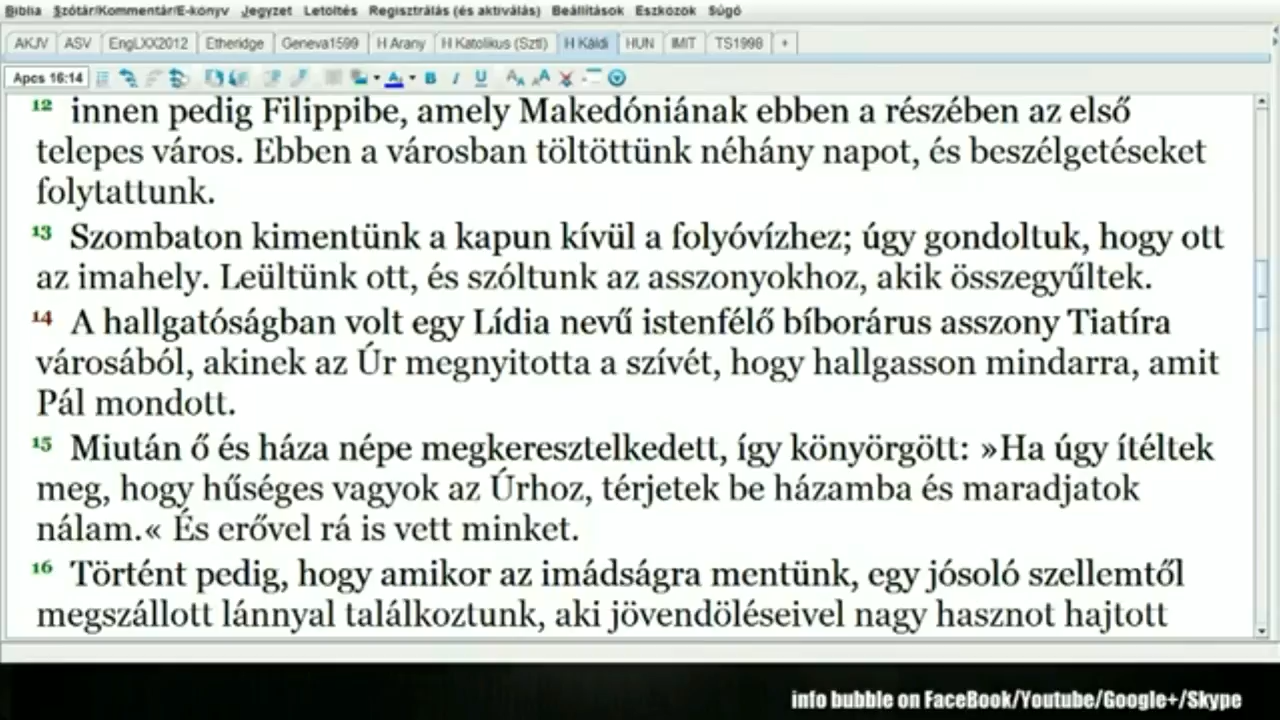 Biblia Szótár/Kommentár/E-könyv Jegyzet Letöltés Regisztrálás (és aktiválás) Beállítások Eszközök Súgó
AKJV ASV EngLXX2012 Etheridge Geneva1599 H Arany H Katolikus (SztI) H Káldi HUN IMIT TS1998 +
Apcs 16:14
12 innen pedig Filippibe, amely Makedóniának ebben a részében az első
telepes város. Ebben a városban töltöttünk néhány napot, és beszélgetéseket
folytattunk.
13 Szombaton kimentünk a kapun kívül a folyóvízhez; úgy gondoltuk, hogy ott
az imahely. Leültünk ott, és szóltunk az asszonyokhoz, akik összegyűltek.
14 A hallgatóságban volt egy Lídia nevű istenfélő bíborárus asszony Tiatíra
városából, akinek az Úr megnyitotta a szívét, hogy hallgasson mindarra, amit
Pál mondott.
15 Miután ő és háza népe megkeresztelkedett, így könyörgött: »Ha úgy ítéltek
meg, hogy hűséges vagyok az Úrhoz, térjetek be házamba és maradjatok
nálam.« És erővel rá is vett minket.
16 Történt pedig, hogy amikor az imádságra mentünk, egy jósoló szellemtől
megszállott lánnyal találkoztunk, aki jövendöléseivel nagy hasznot hajtott
info bubble on FaceBook/Youtube/Google+/Skype